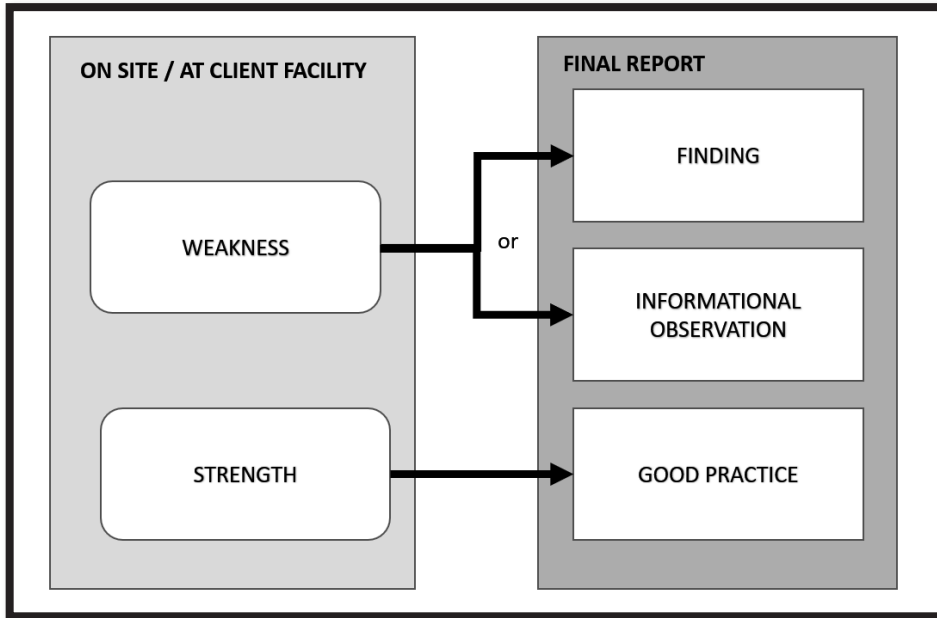 ON SITE / AT CLIENT FACILITY
WEAKNESS
STRENGTH
or
FINAL REPORT
FINDING
INFORMATIONAL
OBSERVATION
GOOD PRACTICE